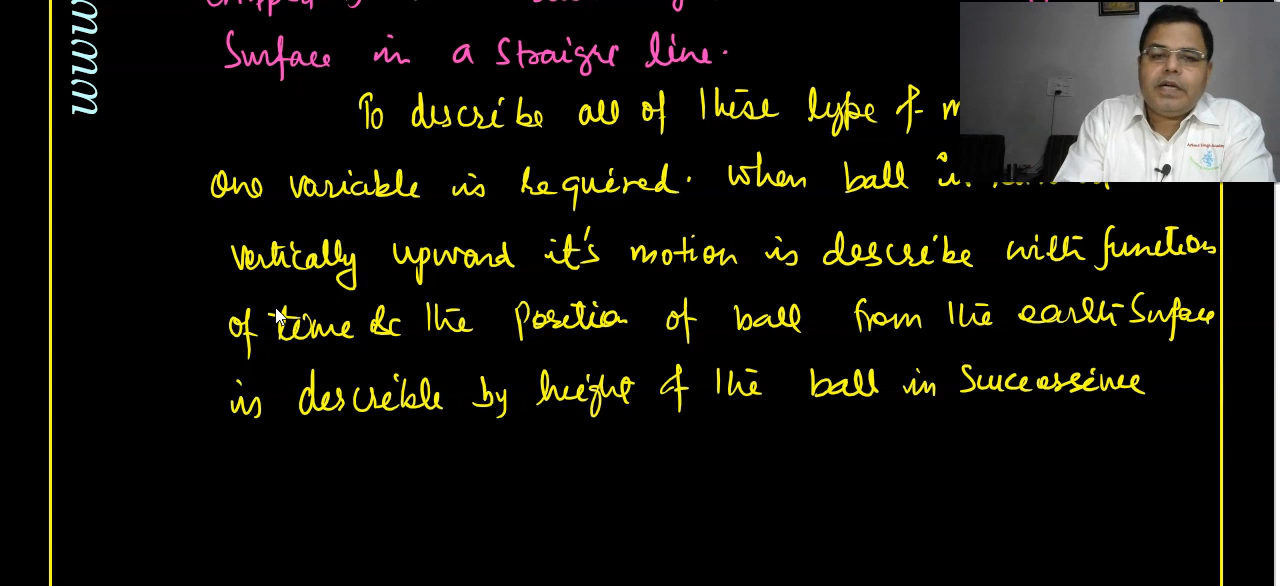 www
Surface in a straight line.
To describe all of these type of m
one variable is required. when ball is
vertically upward it's motion is describe with function
of time & the position of ball from the earth surface
is describle by height of the ball in